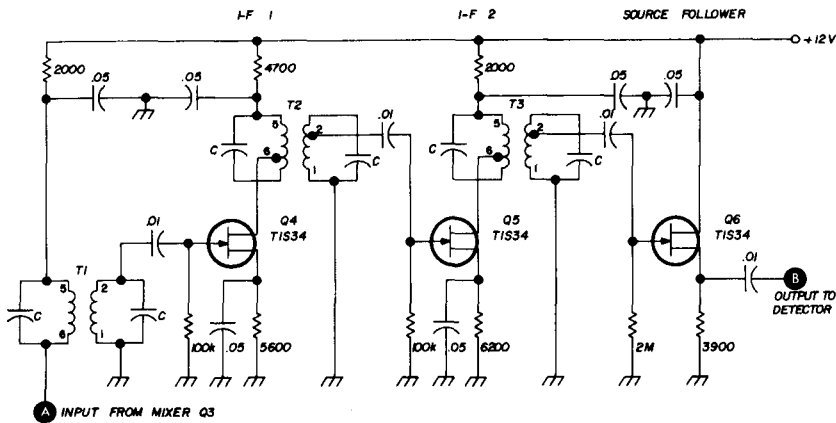 I-F 1
I-F 2
SOURCE FOLLOWER
+12V
2000
.05
.05
4700
2000
.05
.05
T2
T3
5
2
6
1
C
C
.01
5
2
6
1
C
C
.01
Q4
TIS34
Q5
TIS34
Q6
TIS34
.01
T1
5
2
6
1
C
C
.01
B
OUTPUT TO
DETECTOR
100K
.05
5600
100k
.05
6200
2M
3900
A INPUT FROM MIXER Q3